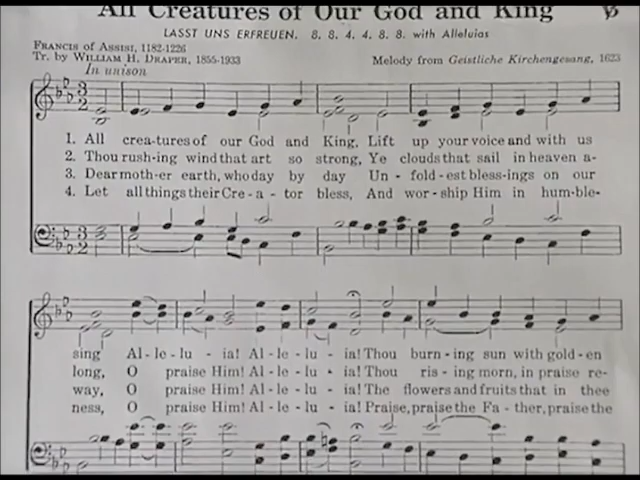 All Creatures of Our God and King
LASST UNS ERFREUEN. 8. 8. 4. 4. 8. 8. with Alleluias
FRANCIS of ASSISI, 1182-1226
Tr. by WILLIAM H. DRAPER, 1855-1933
Melody from Geistliche Kirchengesang, 1623
In unison
3 2
1. All crea-tures of our God and King, Lift up your voice and with us
2. Thou rush-ing wind that art so strong, Ye clouds that sail in heaven a-
3. Dear moth-er earth, who day by day Un - fold-est bless-ings on our
4. Let all things their Cre - a - tor bless, And wor-ship Him in hum-ble-
3 2
sing Al-le-lu - ia! Al-le-lu - ia! Thou burn-ing sun with gold-en
long, O praise Him! Al-le-lu - ia! Thou ris-ing morn, in praise re-
way, O praise Him! Al-le-lu - ia! The flowers and fruits that in thee
ness, O praise Him! Al-le-lu - ia! Praise, praise the Fa-ther, praise the